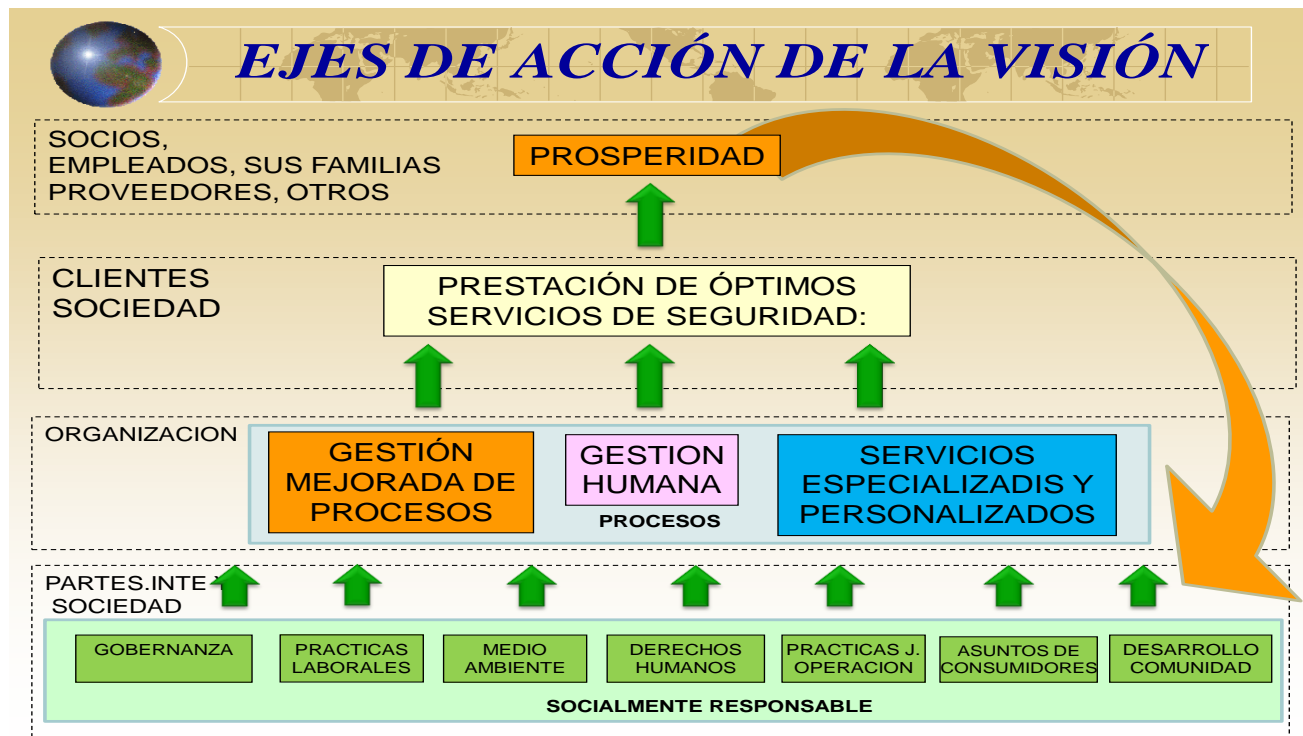 EJES DE ACCIÓN DE LA VISIÓN
SOCIOS,
EMPLEADOS, SUS FAMILIAS
PROVEEDORES, OTROS
PROSPERIDAD
CLIENTES
SOCIEDAD
PRESTACIÓN DE ÓPTIMOS
SERVICIOS DE SEGURIDAD:
ORGANIZACION
GESTIÓN
MEJORADA DE
PROCESOS
GESTION
HUMANA
PROCESOS
SERVICIOS
ESPECIALIZADIS Y
PERSONALIZADOS
PARTES.INTE Y
SOCIEDAD
GOBERNANZA
PRACTICAS
LABORALES
MEDIO
AMBIENTE
DERECHOS
HUMANOS
PRACTICAS J.
OPERACION
ASUNTOS DE
CONSUMIDORES
DESARROLLO
COMUNIDAD
SOCIALMENTE RESPONSABLE